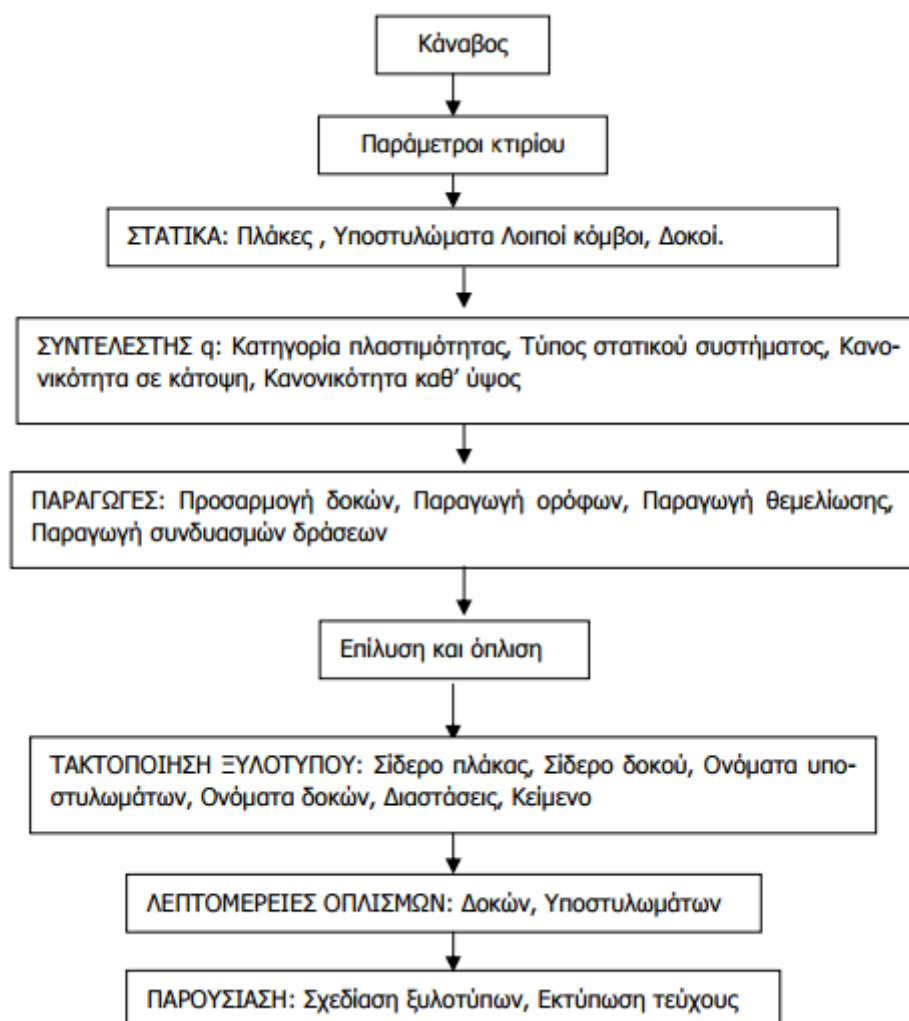 Κάναβος
Παράμετροι κτιρίου
ΣΤΑΤΙΚΑ: Πλάκες , Υποστυλώματα Λοιποί κόμβοι, Δοκοί.
ΣΥΝΤΕΛΕΣΤΗΣ q: Κατηγορία πλαστιμότητας, Τύπος στατικού συστήματος, Κανο-
νικότητα σε κάτοψη, Κανονικότητα καθ’ ύψος
ΠΑΡΑΓΩΓΕΣ: Προσαρμογή δοκών, Παραγωγή ορόφων, Παραγωγή θεμελίωσης,
Παραγωγή συνδυασμών δράσεων
Επίλυση και όπλιση
ΤΑΚΤΟΠΟΙΗΣΗ ΞΥΛΟΤΥΠΟΥ: Σίδερο πλάκας, Σίδερο δοκού, Ονόματα υπο-
στυλωμάτων, Ονόματα δοκών, Διαστάσεις, Κείμενο
ΛΕΠΤΟΜΕΡΕΙΕΣ ΟΠΛΙΣΜΩΝ: Δοκών, Υποστυλωμάτων
ΠΑΡΟΥΣΙΑΣΗ: Σχεδίαση ξυλοτύπων, Εκτύπωση τεύχους